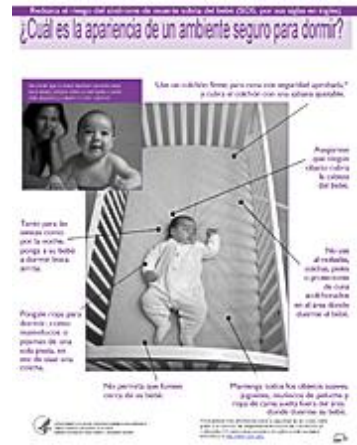 Reduzca el riesgo del síndrome de muerte súbita del bebé (SIDS, por sus siglas en inglés)
¿Cuál es la apariencia de un ambiente seguro para dormir?
Use un colchón firme para cuna con seguridad aprobada,*
y cubra el colchón con una sábana ajustable.
Asegúrese
que ningún
objeto cubra
la cabeza
del bebé.
Tanto para las
siestas como
por la noche,
ponga a su bebé
a dormir boca
arriba.
No use
almohadas,
colchas, pieles
o protectores
de cuna
acolchonados
en el área donde
duerme el bebé.
Póngale ropa para
dormir, como
mamelucos o
pijamas de una
sola pieza, en
vez de usar una
colcha.
No permita que fumen
cerca de su bebé.
Mantenga todos los objetos suaves,
juguetes, muñecos de peluche y
ropa de cama suelta fuera del área
donde duerme su bebé.